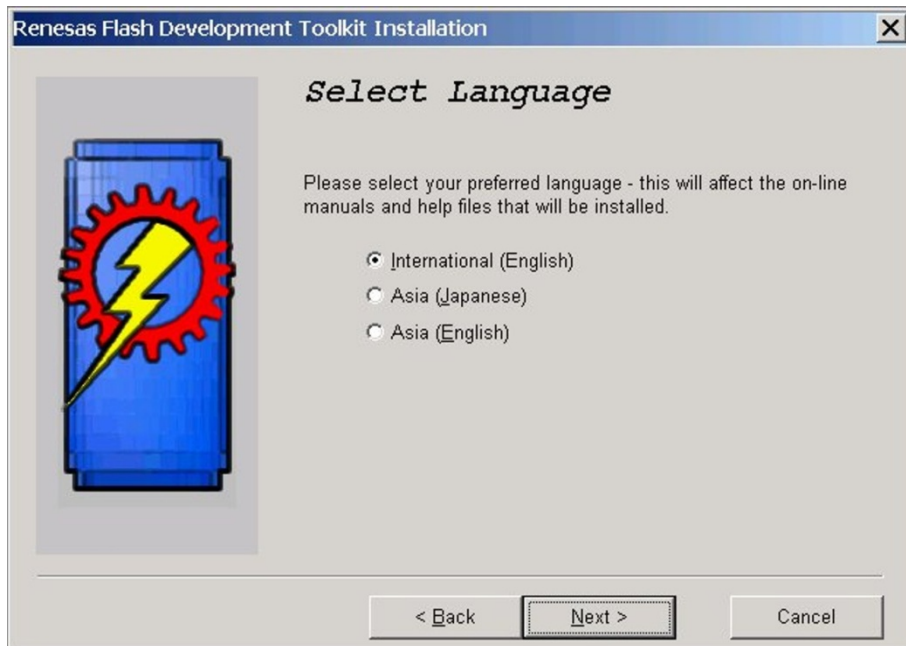 Renesas Flash Development Toolkit Installation
Select Language
Please select your preferred language - this will affect the on-line
manuals and help files that will be installed.
International (English)
Asia (Japanese)
Asia (English)
< Back
Next >
Cancel